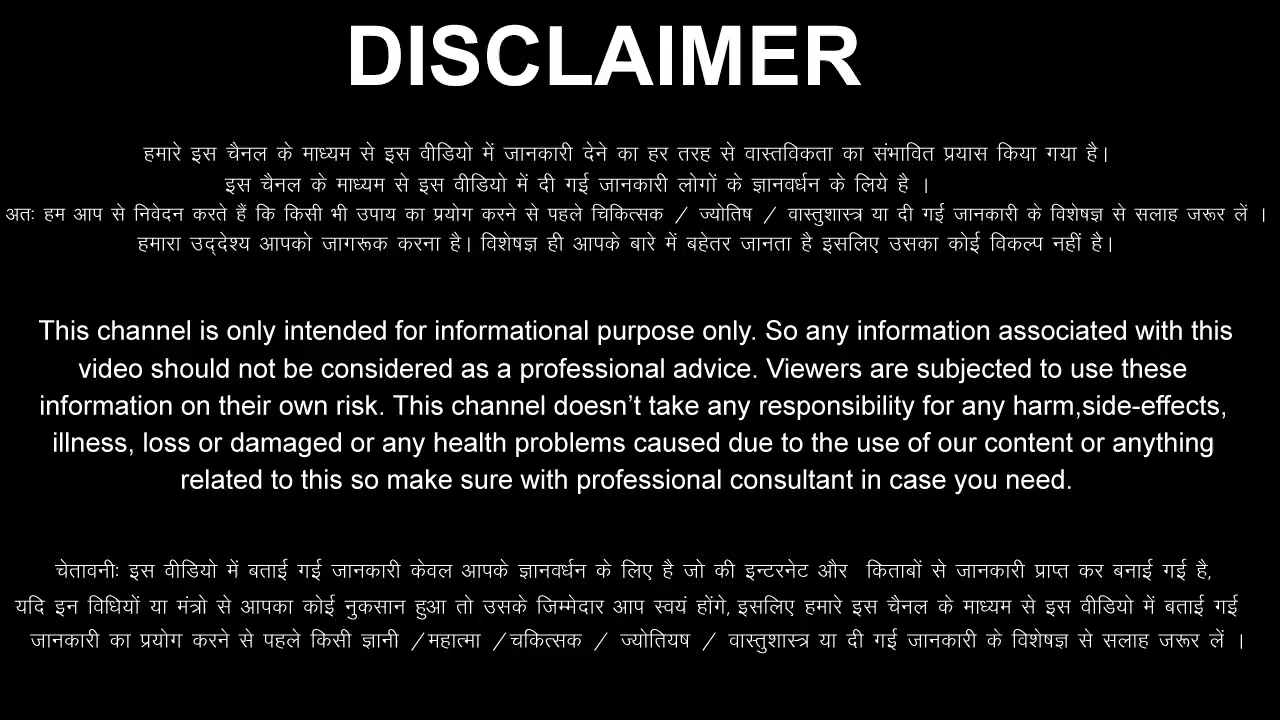 DISCLAIMER
हमारे इस चैनल के माध्यम से इस वीडियो में जानकारी देने का हर तरह से वास्तविकता का संभावित प्रयास किया गया है।
इस चैनल के माध्यम से इस वीडियो में दी गई जानकारी लोगों के ज्ञानवर्धन के लिये है ।
अतः हम आप से निवेदन करते हैं कि किसी भी उपाय का प्रयोग करने से पहले चिकित्सक / ज्योतिष / वास्तुशास्त्र या दी गई जानकारी के विशेषज्ञ से सलाह जरूर लें ।
हमारा उद्देश्य आपको जागरूक करना है। विशेषज्ञ ही आपके बारे में बहेतर जानता है इसलिए उसका कोई विकल्प नहीं है।
This channel is only intended for informational purpose only. So any information associated with this
video should not be considered as a professional advice. Viewers are subjected to use these
information on their own risk. This channel doesn’t take any responsibility for any harm,side-effects,
illness, loss or damaged or any health problems caused due to the use of our content or anything
related to this so make sure with professional consultant in case you need.
चेतावनीः इस वीडियो में बताई गई जानकारी केवल आपके ज्ञानवर्धन के लिए है जो की इन्टरनेट और किताबों से जानकारी प्राप्त कर बनाई गई है,
यदि इन विधियों या मंत्रो से आपका कोई नुकसान हुआ तो उसके जिम्मेदार आप स्वयं होंगे, इसलिए हमारे इस चैनल के माध्यम से इस वीडियो में बताई गई
जानकारी का प्रयोग करने से पहले किसी ज्ञानी /महात्मा /चकित्सक / ज्योतियष / वास्तुशास्त्र या दी गई जानकारी के विशेषज्ञ से सलाह जरूर लें ।